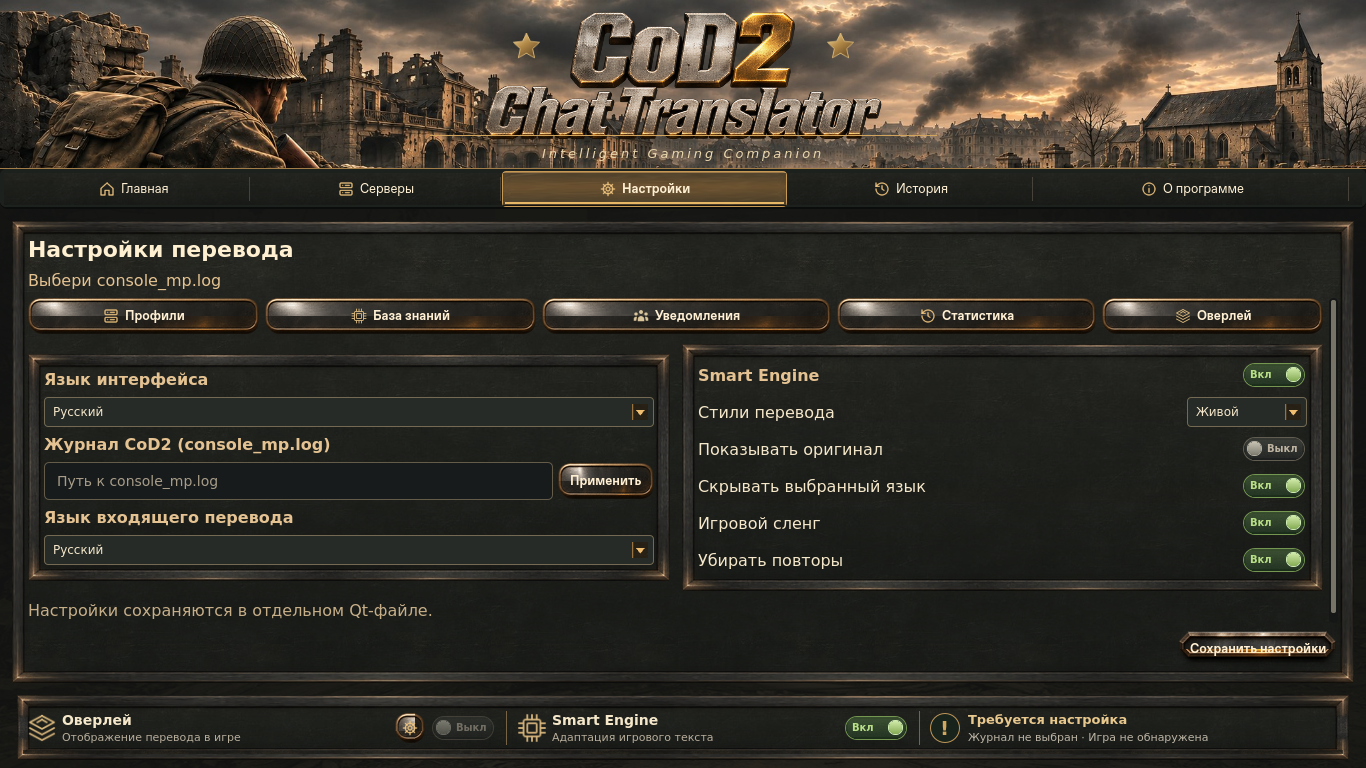 CoD2
Chat Translator
Intelligent Gaming Companion
Главная
Серверы
Настройки
История
О программе
Настройки перевода
Выбери console_mp.log
Профили
База знаний
Уведомления
Статистика
Оверлей
Язык интерфейса
Русский
Журнал CoD2 (console_mp.log)
Путь к console_mp.log
Применить
Язык входящего перевода
Русский
Smart Engine
Вкл
Стили перевода
Живой
Показывать оригинал
Выкл
Скрывать выбранный язык
Вкл
Игровой сленг
Вкл
Убирать повторы
Вкл
Настройки сохраняются в отдельном Qt-файле.
Сохранить настройки
Оверлей
Отображение перевода в игре
Выкл
Smart Engine
Адаптация игрового текста
Вкл
Требуется настройка
Журнал не выбран · Игра не обнаружена